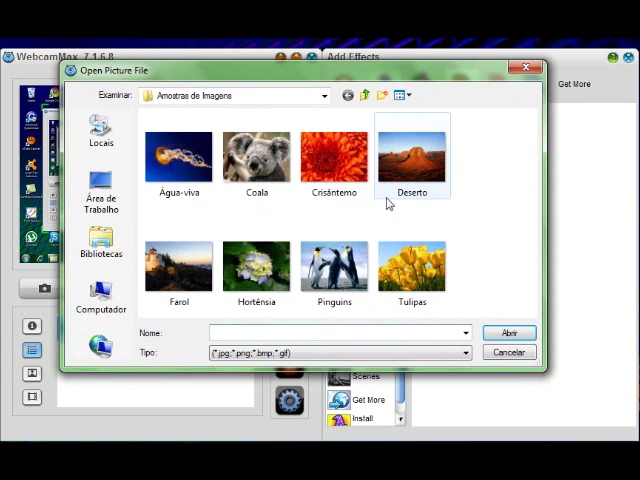 WebcamMax 7.1.6.8
Add Effects
Open Picture File
Get More
Examinar:
Amostras de Imagens
Locais
Área de
Trabalho
Bibliotecas
Computador
Água-viva
Coala
Crisântemo
Deserto
Farol
Hortênsia
Pinguins
Tulipas
Nome:
Abrir
Tipo:
(*.jpg;*.png;*.bmp;*.gif)
Cancelar
Scenes
Get More
Install